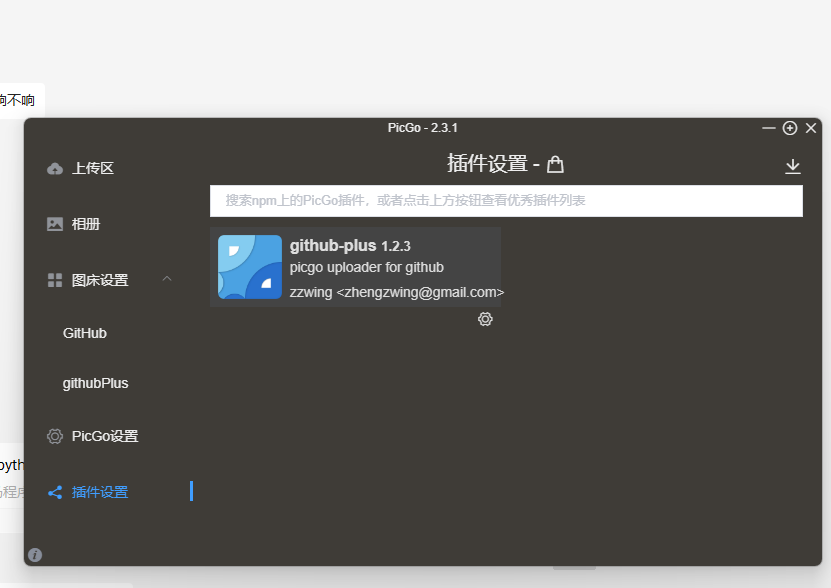 响不响
PicGo - 2.3.1
上传区
相册
图床设置
GitHub
githubPlus
PicGo设置
插件设置
插件设置 -
搜索npm上的PicGo插件，或者点击上方按钮查看优秀插件列表
github-plus 1.2.3
picgo uploader for github
zzwing <zhengzwing@gmail.com>
pyth
程序